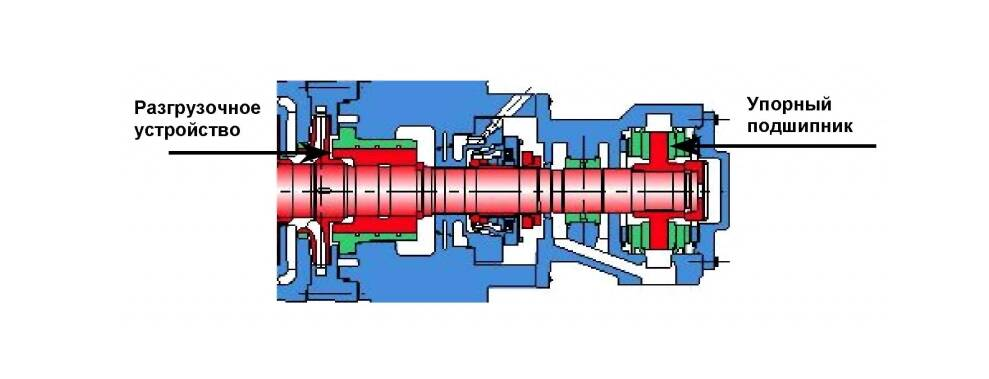 Разгрузочное
устройство
Упорный
подшипник